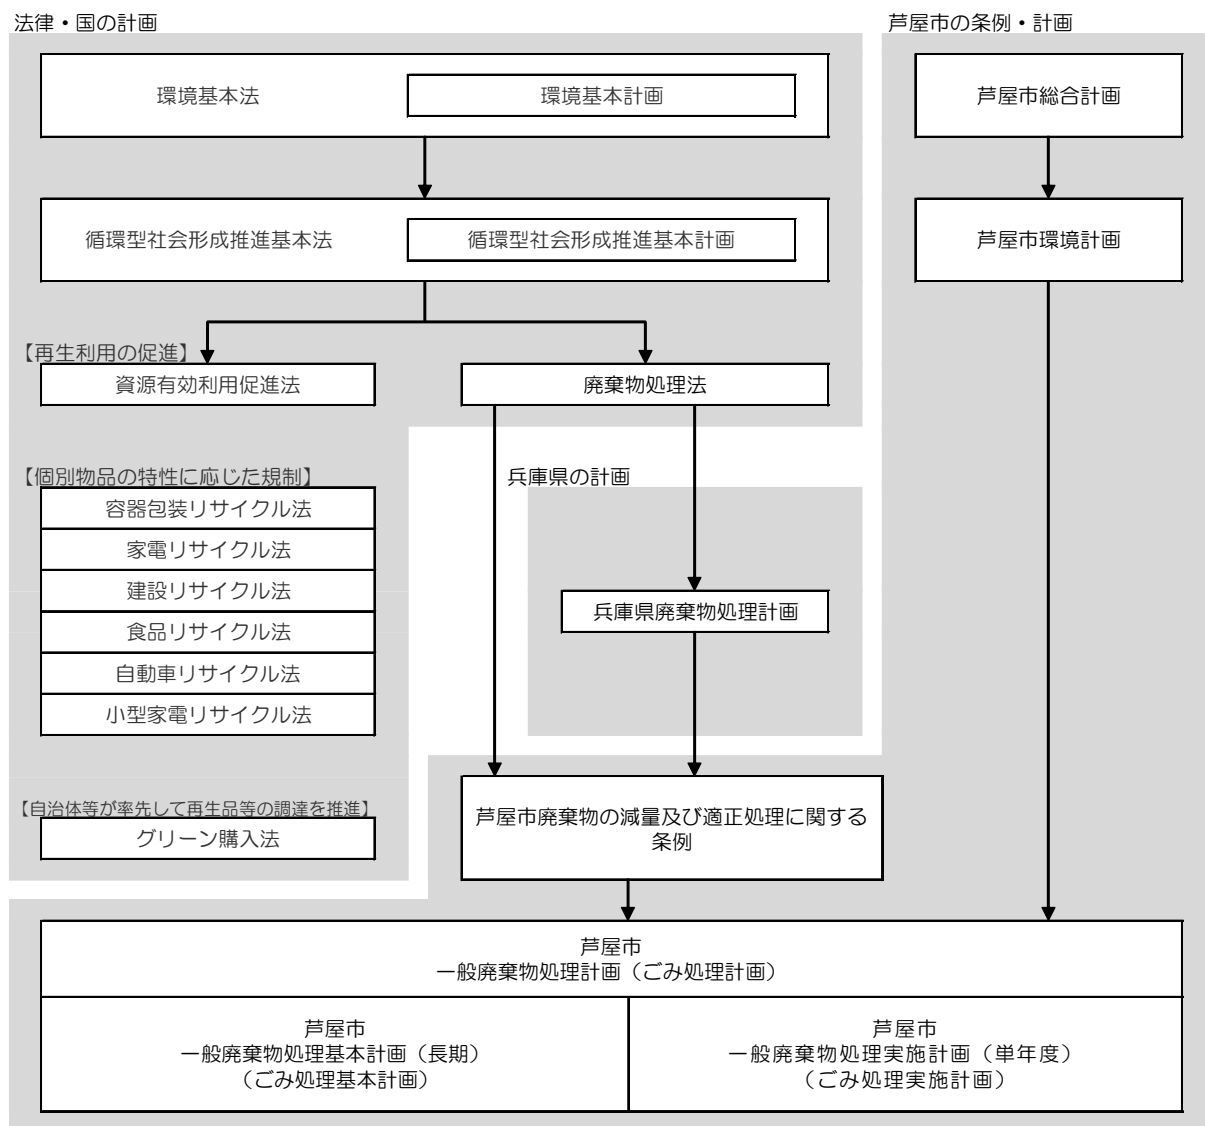 法律・国の計画
環境基本法
環境基本計画
循環型社会形成推進基本法
循環型社会形成推進基本計画
【再生利用の促進】
資源有効利用促進法
廃棄物処理法
【個別物品の特性に応じた規制】
容器包装リサイクル法
家電リサイクル法
建設リサイクル法
食品リサイクル法
自動車リサイクル法
小型家電リサイクル法
【自治体等が率先して再生品等の調達を推進】
グリーン購入法
兵庫県の計画
兵庫県廃棄物処理計画
芦屋市の条例・計画
芦屋市総合計画
芦屋市環境計画
芦屋市廃棄物の減量及び適正処理に関する
条例
芦屋市
一般廃棄物処理計画（ごみ処理計画）
芦屋市
一般廃棄物処理基本計画（長期）
（ごみ処理基本計画）
芦屋市
一般廃棄物処理実施計画（単年度）
（ごみ処理実施計画）